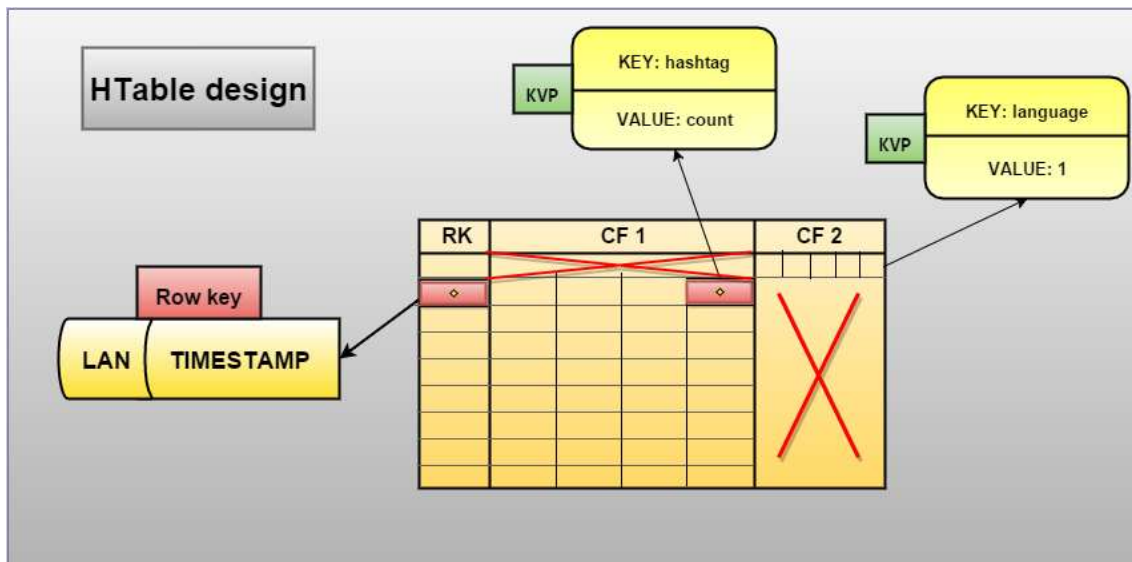 HTable design
KVP
KEY: hashtag
VALUE: count
KVP
KEY: language
VALUE: 1
RK CF 1 CF 2
Row key
LAN TIMESTAMP